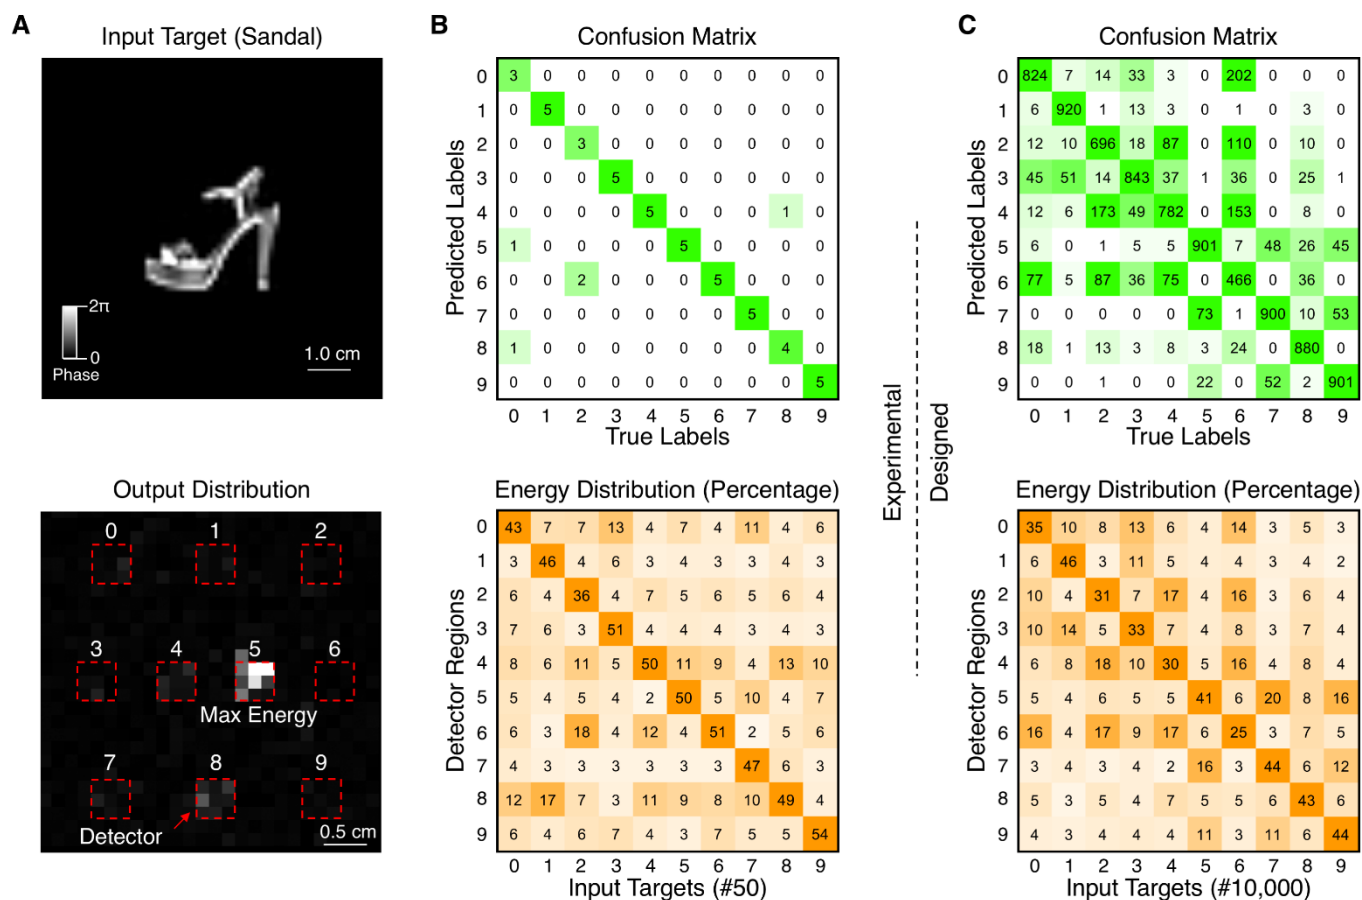 A
Input Target (Sandal)
2π
0
Phase
1.0 cm
Output Distribution
0 1 2
3 4 5 6
Max Energy
7 8 9
Detector
0.5 cm
B
Confusion Matrix
Predicted Labels
0 3 0 0 0 0 0 0 0 0 0
1 0 5 0 0 0 0 0 0 0 0
2 0 0 3 0 0 0 0 0 0 0
3 0 0 0 5 0 0 0 0 0 0
4 0 0 0 0 5 0 0 0 1 0
5 1 0 0 0 0 5 0 0 0 0
6 0 0 2 0 0 0 5 0 0 0
7 0 0 0 0 0 0 0 5 0 0
8 1 0 0 0 0 0 0 0 4 0
9 0 0 0 0 0 0 0 0 0 5
0 1 2 3 4 5 6 7 8 9
True Labels
Energy Distribution (Percentage)
Detector Regions
0 43 7 7 13 4 7 4 11 4 6
1 3 46 4 6 3 4 3 3 4 3
2 6 4 36 4 7 5 6 5 6 4
3 7 6 3 51 4 4 4 3 4 3
4 8 6 11 5 50 11 9 4 13 10
5 5 4 5 4 2 50 5 10 4 7
6 6 3 18 4 12 4 51 2 5 6
7 4 3 3 3 3 3 3 47 6 3
8 12 17 7 3 11 9 8 10 49 4
9 6 4 6 7 4 3 7 5 5 54
0 1 2 3 4 5 6 7 8 9
Input Targets (#50)
Experimental
Designed
C
Confusion Matrix
Predicted Labels
0 824 7 14 33 3 0 202 0 0 0
1 6 920 1 13 3 0 1 0 3 0
2 12 10 696 18 87 0 110 0 10 0
3 45 51 14 843 37 1 36 0 25 1
4 12 6 173 49 782 0 153 0 8 0
5 6 0 1 5 5 901 7 48 26 45
6 77 5 87 36 75 0 466 0 36 0
7 0 0 0 0 0 73 1 900 10 53
8 18 1 13 3 8 3 24 0 880 0
9 0 0 1 0 0 22 0 52 2 901
0 1 2 3 4 5 6 7 8 9
True Labels
Energy Distribution (Percentage)
Detector Regions
0 35 10 8 13 6 4 14 3 5 3
1 6 46 3 11 5 4 4 3 4 2
2 10 4 31 7 17 4 16 3 6 4
3 10 14 5 33 7 4 8 3 7 4
4 6 8 18 10 30 5 16 4 8 4
5 5 4 6 5 5 41 6 20 8 16
6 16 4 17 9 17 6 25 3 7 5
7 3 4 3 4 2 16 3 44 6 12
8 5 3 5 4 7 5 5 6 43 6
9 4 3 4 4 4 11 3 11 6 44
0 1 2 3 4 5 6 7 8 9
Input Targets (#10,000)